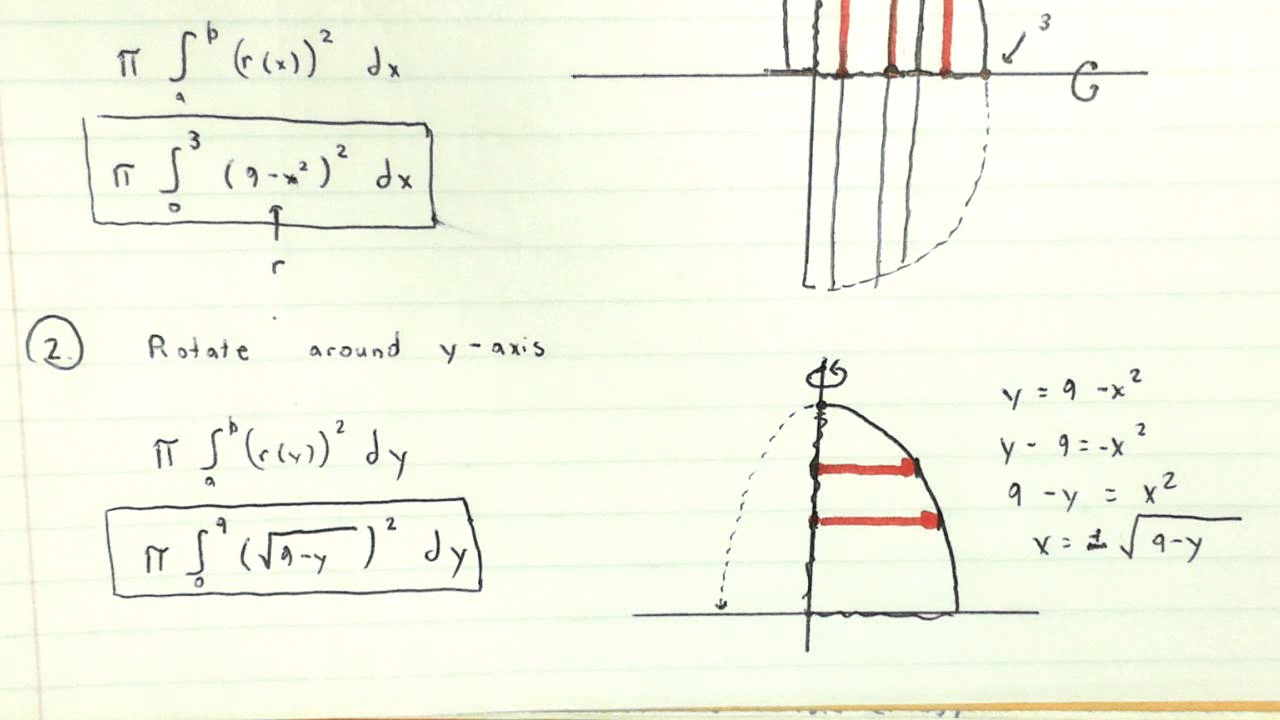 π ∫ₐᵇ (r(x))² dx
3
π ∫₀³ (9-x²)² dx
r
2. Rotate around y-axis
π ∫ₐᵇ (r(y))² dy
π ∫₀⁹ (√(9-y))² dy
y = 9 -x²
y - 9 = -x²
9 - y = x²
x = ± √(9-y)